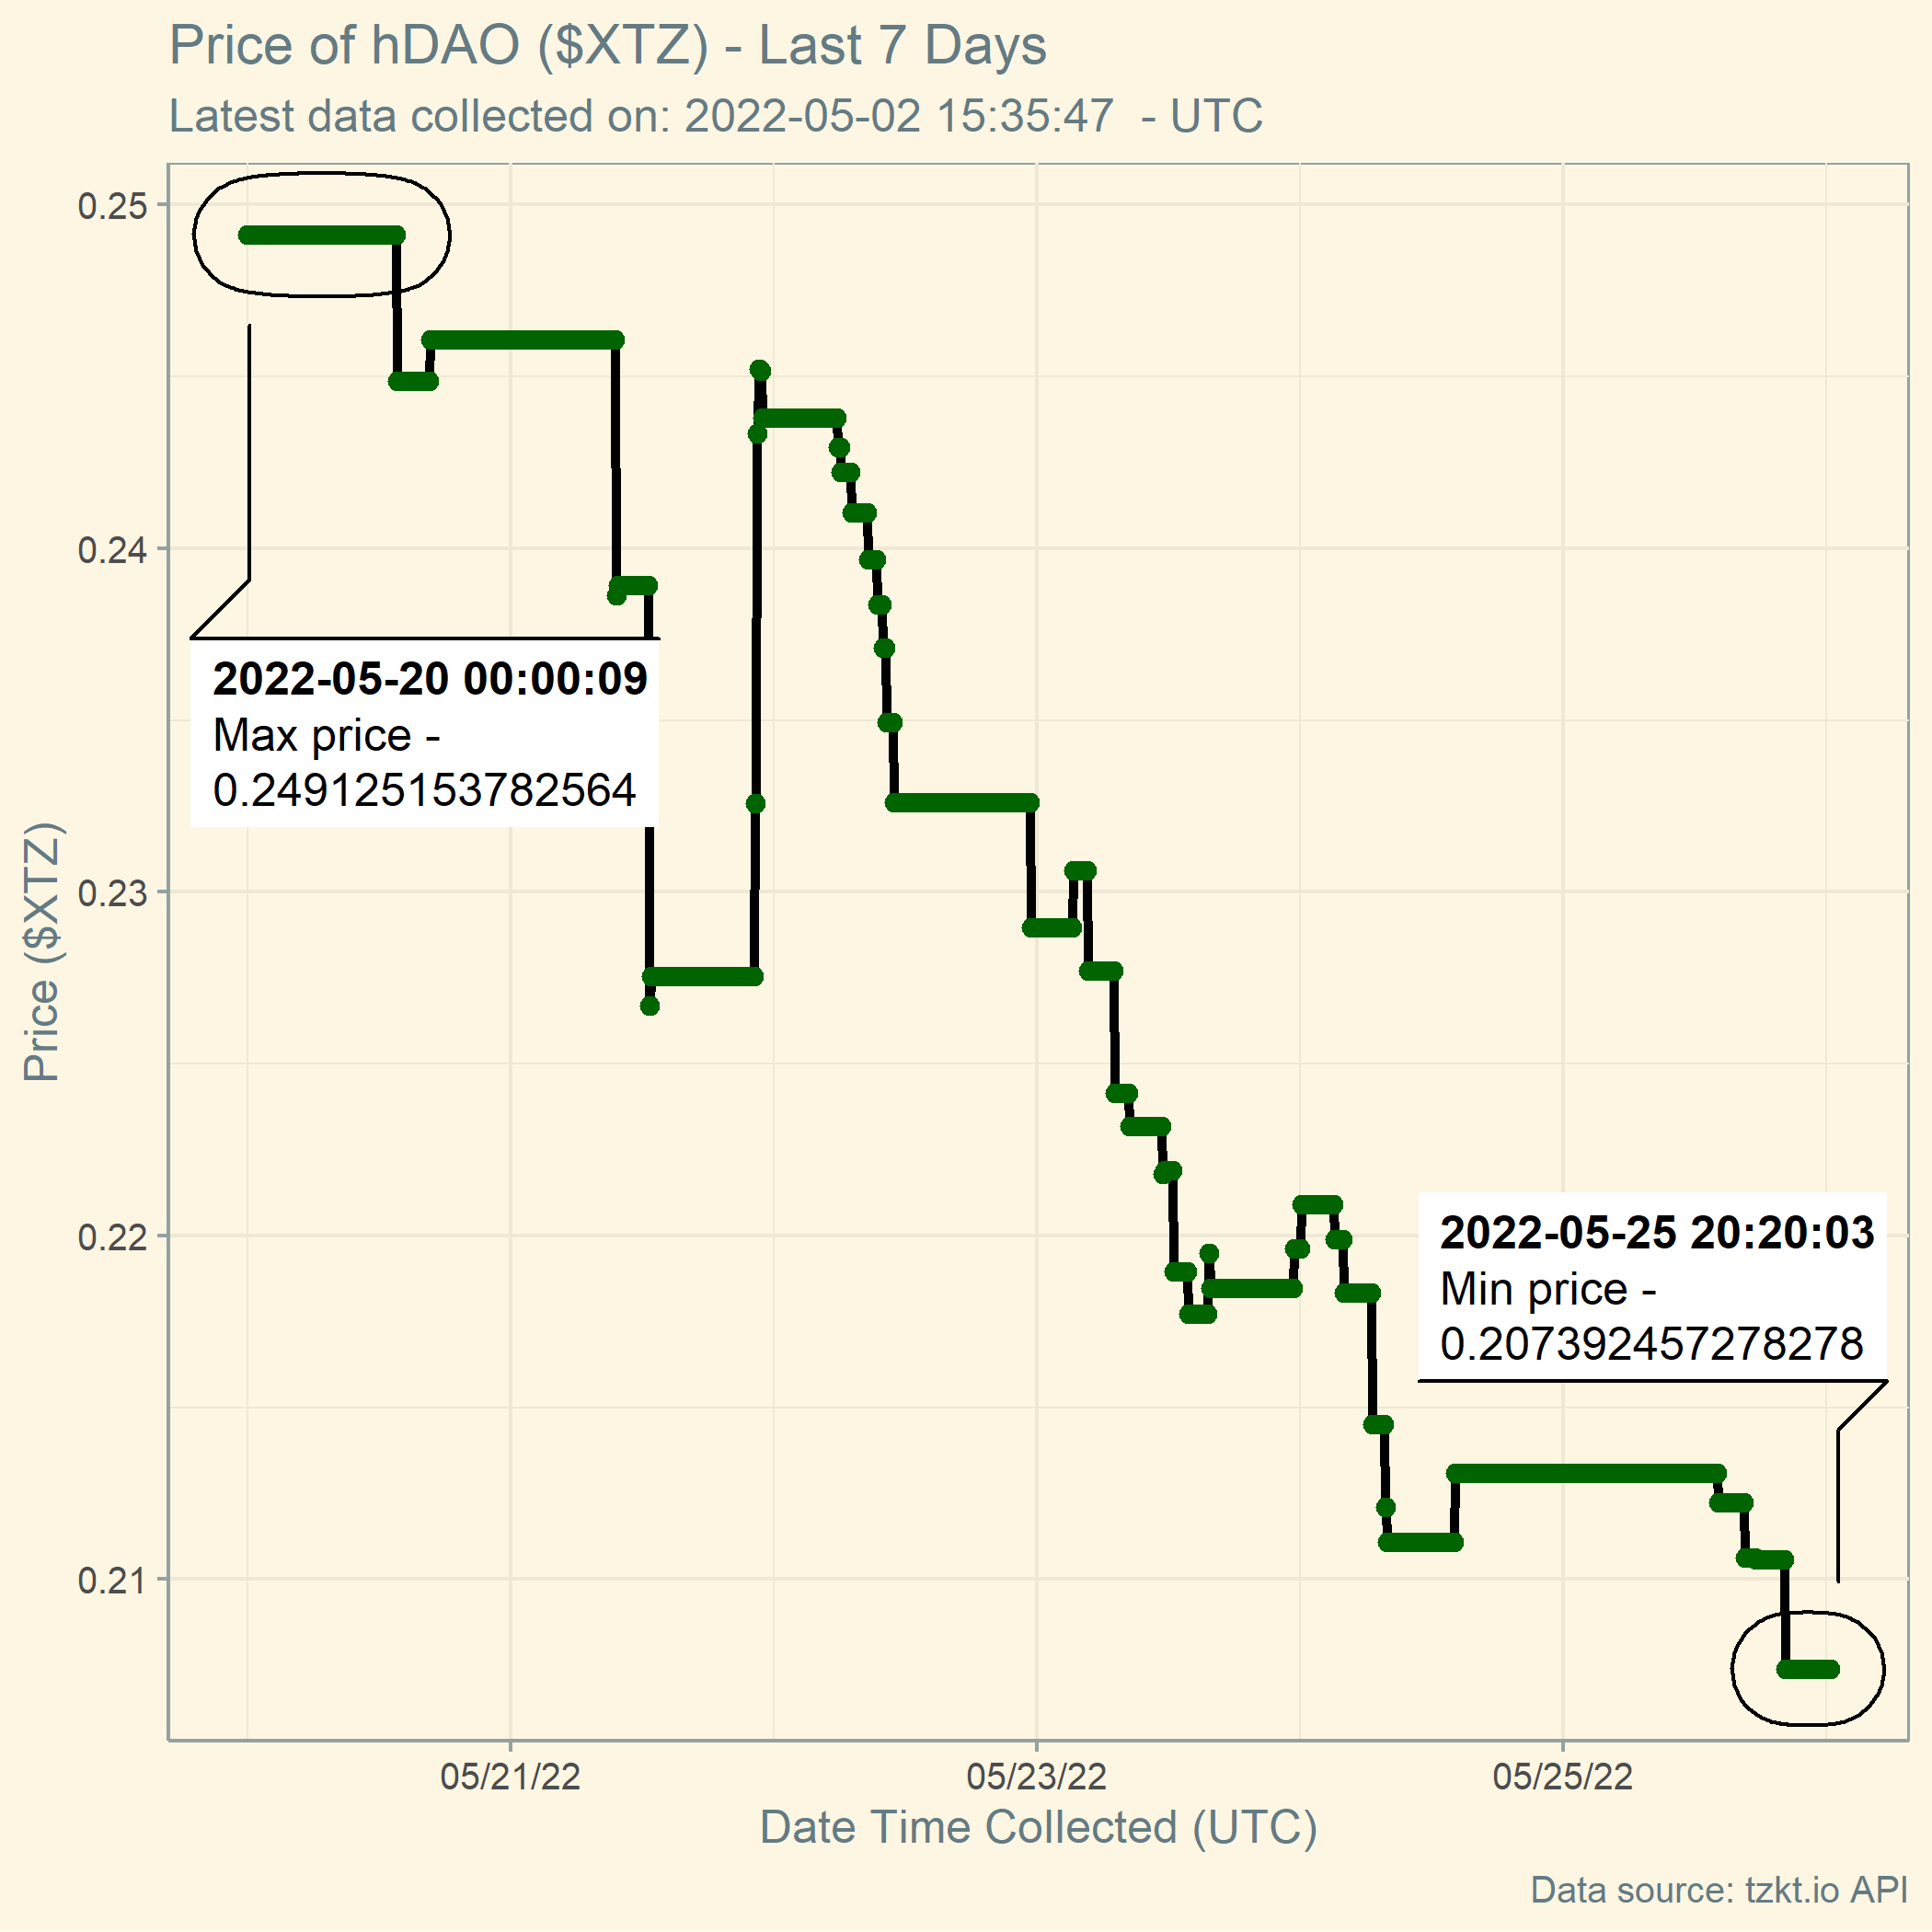 Price of hDAO ($XTZ) - Last 7 Days
Latest data collected on: 2022-05-02 15:35:47  - UTC
0.25
0.24
0.23
0.22
0.21
Price ($XTZ)
2022-05-20 00:00:09
Max price -
0.249125153782564
2022-05-25 20:20:03
Min price -
0.207392457278278
05/21/22
05/23/22
05/25/22
Date Time Collected (UTC)
Data source: tzkt.io API